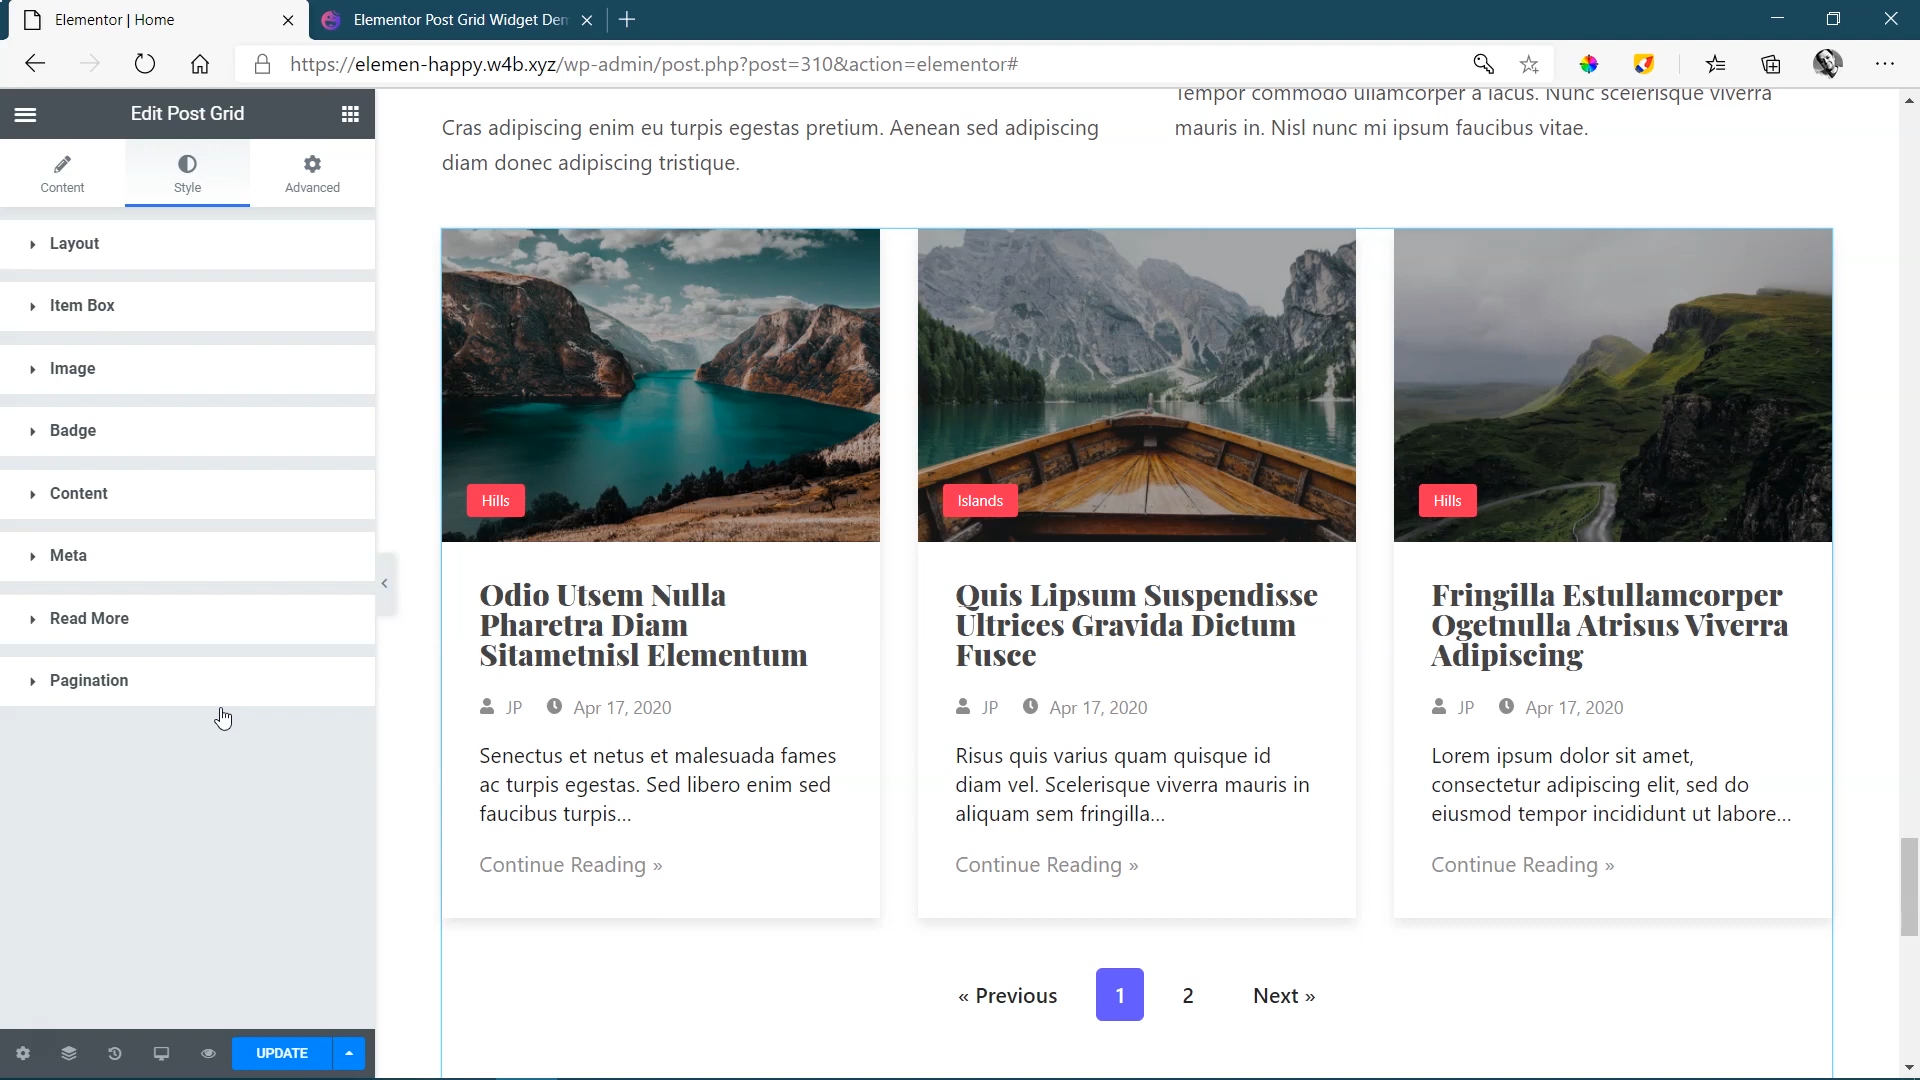 Elementor | Home
Elementor Post Grid Widget Dem
https://elemen-happy.w4b.xyz/wp-admin/post.php?post=310&action=elementor#
Edit Post Grid
Content
Style
Advanced
Layout
Item Box
Image
Badge
Content
Meta
Read More
Pagination
UPDATE
Cras adipiscing enim eu turpis egestas pretium. Aenean sed adipiscing
diam donec adipiscing tristique.
Tempor commodo ullamcorper a lacus. Nunc scelerisque viverra
mauris in. Nisl nunc mi ipsum faucibus vitae.
Hills
Odio Utsem Nulla
Pharetra Diam
Sitametnisl Elementum
JP Apr 17, 2020
Senectus et netus et malesuada fames
ac turpis egestas. Sed libero enim sed
faucibus turpis...
Continue Reading »
Islands
Quis Lipsum Suspendisse
Ultrices Gravida Dictum
Fusce
JP Apr 17, 2020
Risus quis varius quam quisque id
diam vel. Scelerisque viverra mauris in
aliquam sem fringilla...
Continue Reading »
Hills
Fringilla Estullamcorper
Ogetnulla Atrisus Viverra
Adipiscing
JP Apr 17, 2020
Lorem ipsum dolor sit amet,
consectetur adipiscing elit, sed do
eiusmod tempor incididunt ut labore...
Continue Reading »
« Previous 1 2 Next »